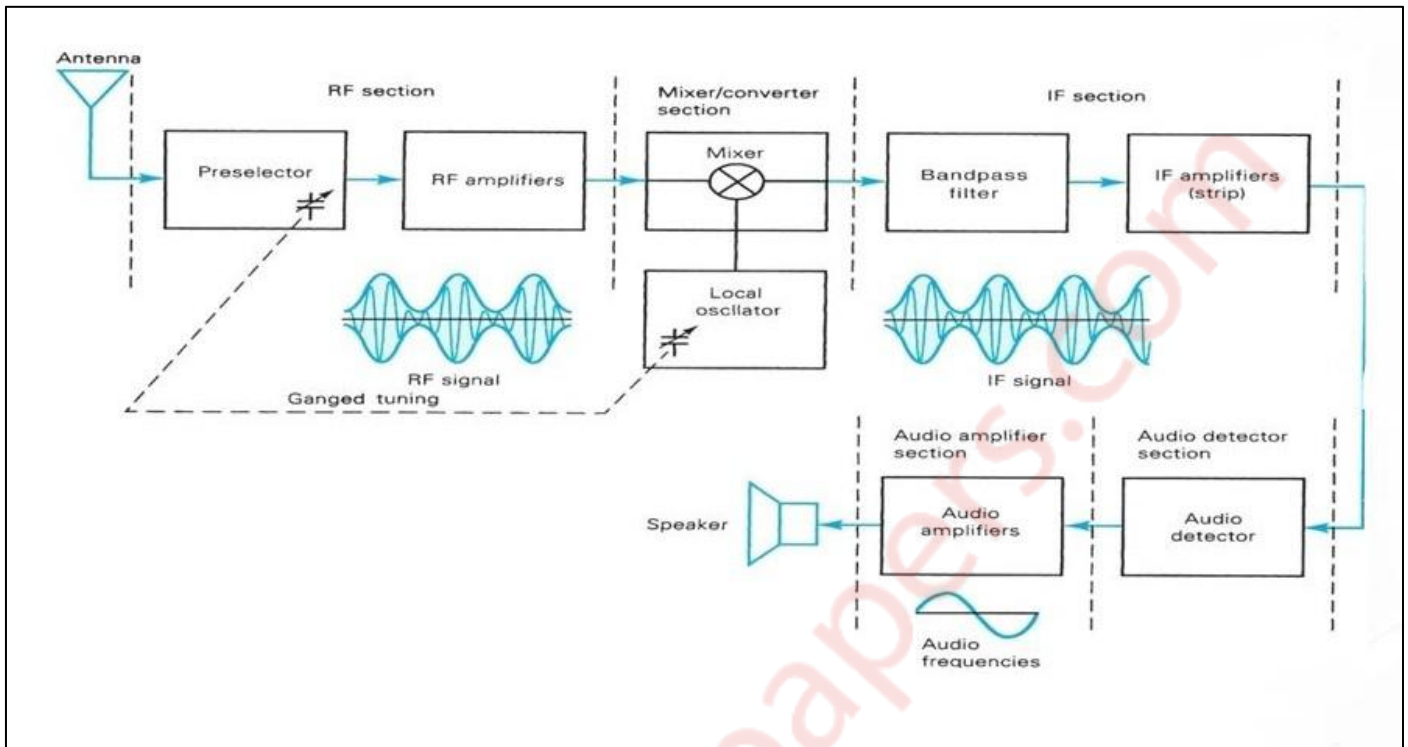 Antenna
RF section
Mixer/converter
section
IF section
Preselector
RF amplifiers
Mixer
Bandpass
filter
IF amplifiers
(strip)
Local
oscllator
RF signal
IF signal
Ganged tuning
Audio amplifier
section
Audio detector
section
Speaker
Audio
amplifiers
Audio
detector
Audio
frequencies
apers.com